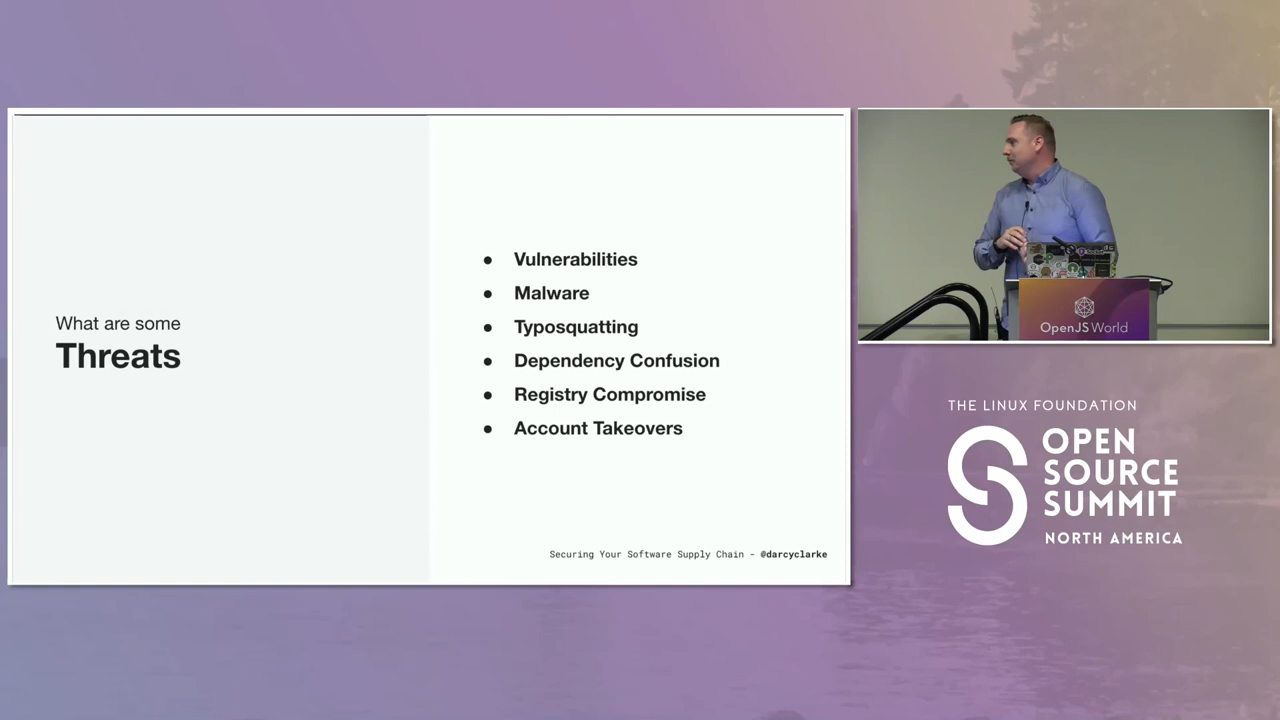 What are some
Threats
● Vulnerabilities
● Malware
● Typosquatting
● Dependency Confusion
● Registry Compromise
● Account Takeovers
Securing Your Software Supply Chain - @darcyclarke
OpenJS World
THE LINUX FOUNDATION
OPEN
SOURCE
SUMMIT
NORTH AMERICA